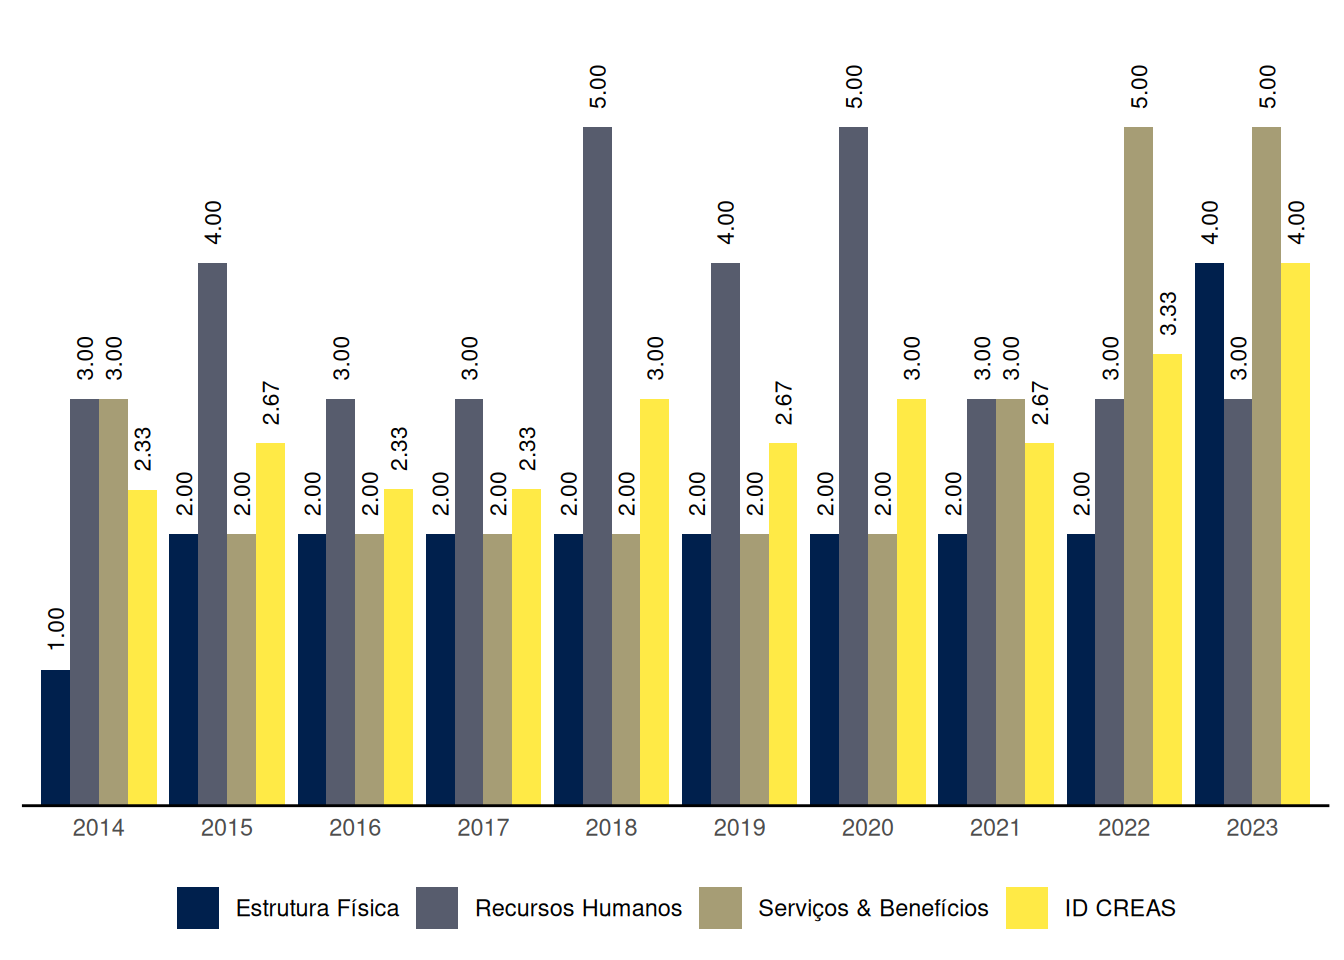 5.00 5.00 5.00 5.00
4.00 4.00 4.00 4.00
3.33
3.00 3.00 3.00 3.00 3.00 3.00 3.00 3.00 3.00 3.00
2.67 2.67 2.67
2.33 2.33 2.33
2.00 2.00 2.00 2.00 2.00 2.00 2.00 2.00 2.00 2.00 2.00 2.00 2.00 2.00
1.00
2014 2015 2016 2017 2018 2019 2020 2021 2022 2023
Estrutura Física Recursos Humanos Serviços & Benefícios ID CREAS